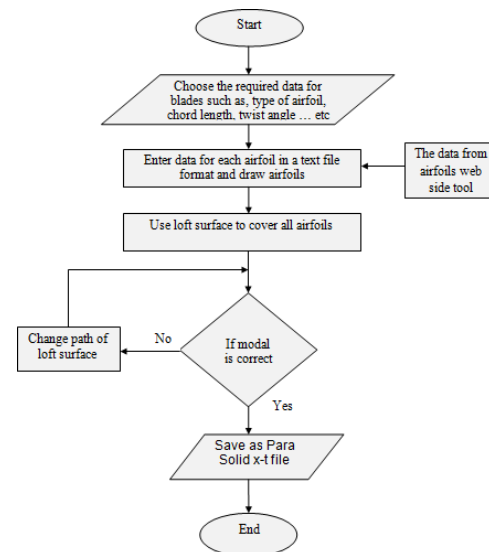 Start
Choose the required data for
blades such as, type of airfoil,
chord length, twist angle ... etc
Enter data for each airfoil in a text file
format and draw airfoils
The data from
airfoils web
side tool
Use loft surface to cover all airfoils
Change path of
loft surface
No
If modal
is correct
Yes
Save as Para
Solid x-t file
End